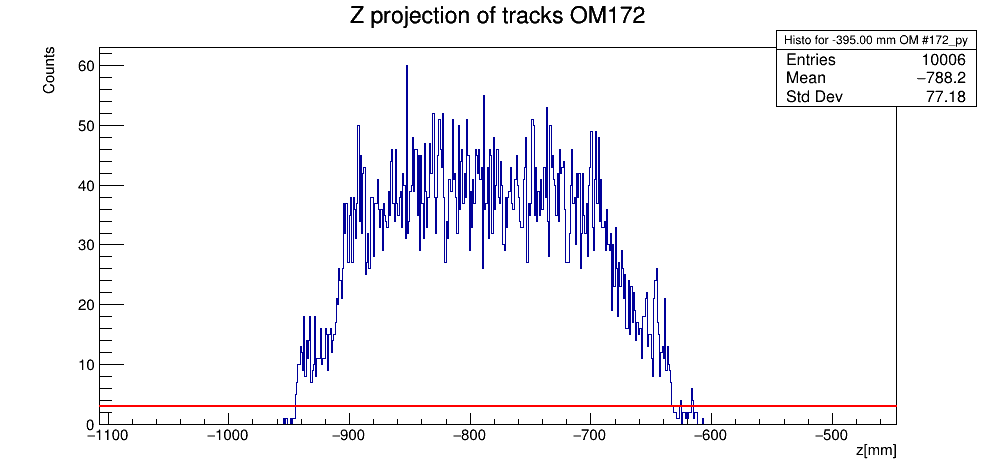 Z projection of tracks OM172
Histo for -395.00 mm OM #172_py
Entries 10006
Mean −788.2
Std Dev 77.18
Counts
60
50
40
30
20
10
0
−1100 −1000 −900 −800 −700 −600 −500
z[mm]